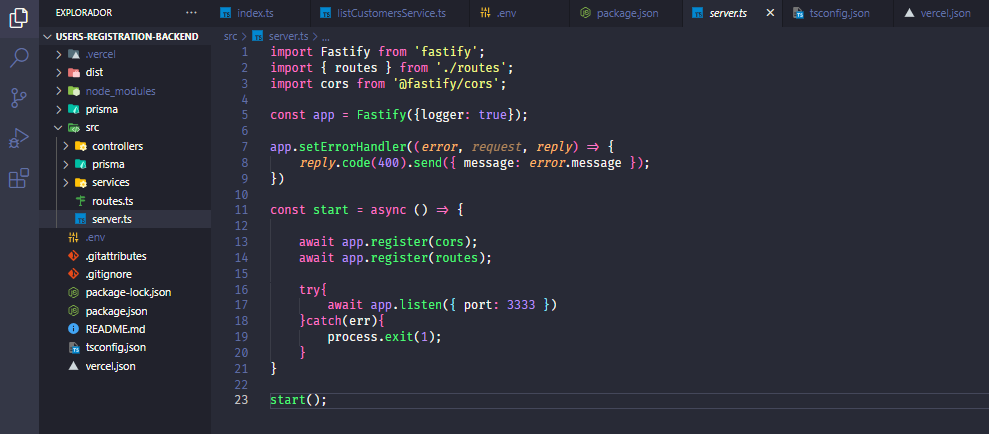 EXPLORADOR ...
USERS-REGISTRATION-BACKEND
.vercel
dist
node_modules
prisma
src
controllers
prisma
services
routes.ts
server.ts
.env
.gitattributes
.gitignore
package-lock.json
package.json
README.md
tsconfig.json
vercel.json
TS index.ts TS listCustomersService.ts .env package.json TS server.ts × TS tsconfig.json vercel.json
src > TS server.ts > ...
1 import Fastify from 'fastify';
2 import { routes } from './routes';
3 import cors from '@fastify/cors';
4
5 const app = Fastify({logger: true});
6
7 app.setErrorHandler((error, request, reply) => {
8     reply.code(400).send({ message: error.message });
9 })
10
11 const start = async () => {
12
13     await app.register(cors);
14     await app.register(routes);
15
16     try{
17         await app.listen({ port: 3333 })
18     }catch(err){
19         process.exit(1);
20     }
21 }
22
23 start();